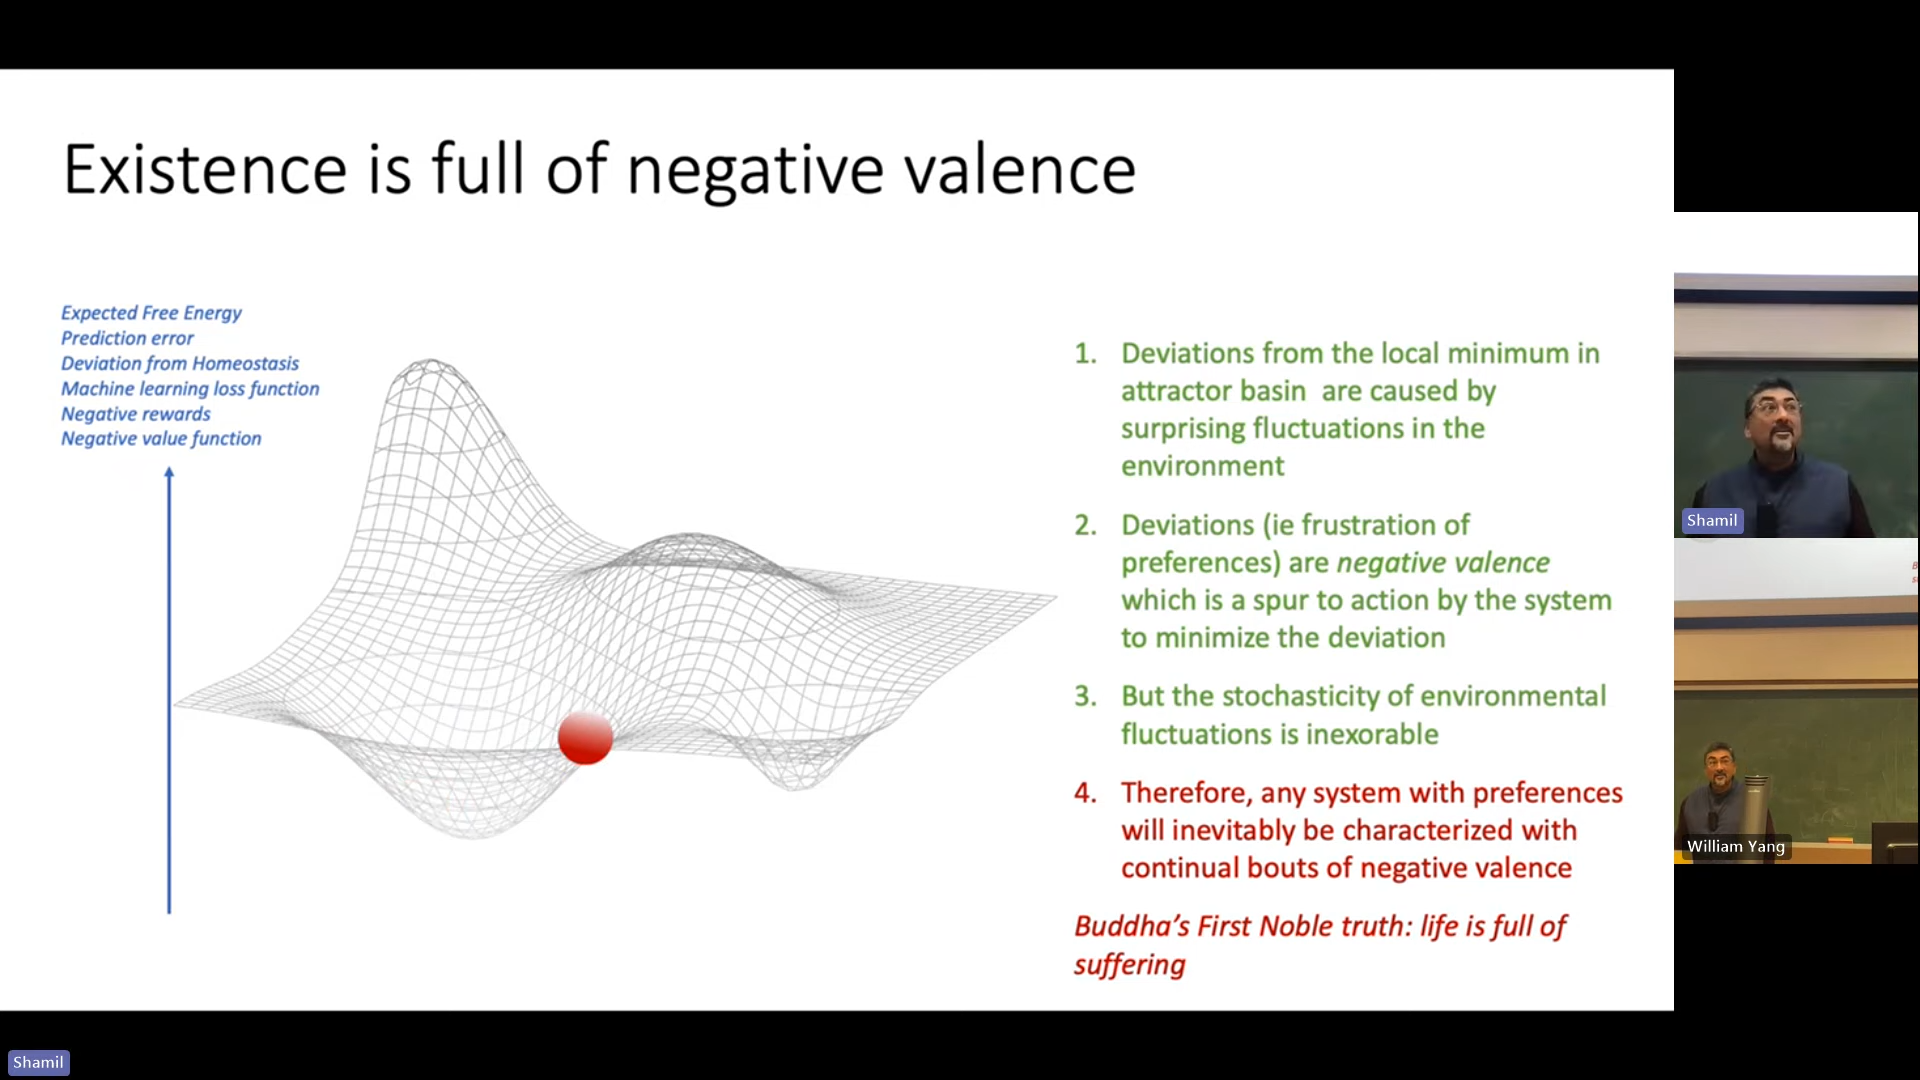 Existence is full of negative valence
Expected Free Energy
Prediction error
Deviation from Homeostasis
Machine learning loss function
Negative rewards
Negative value function
1. Deviations from the local minimum in
attractor basin are caused by
surprising fluctuations in the
environment
2. Deviations (ie frustration of
preferences) are negative valence
which is a spur to action by the system
to minimize the deviation
3. But the stochasticity of environmental
fluctuations is inexorable
4. Therefore, any system with preferences
will inevitably be characterized with
continual bouts of negative valence
Buddha’s First Noble truth: life is full of
suffering
Shamil
William Yang
Shamil